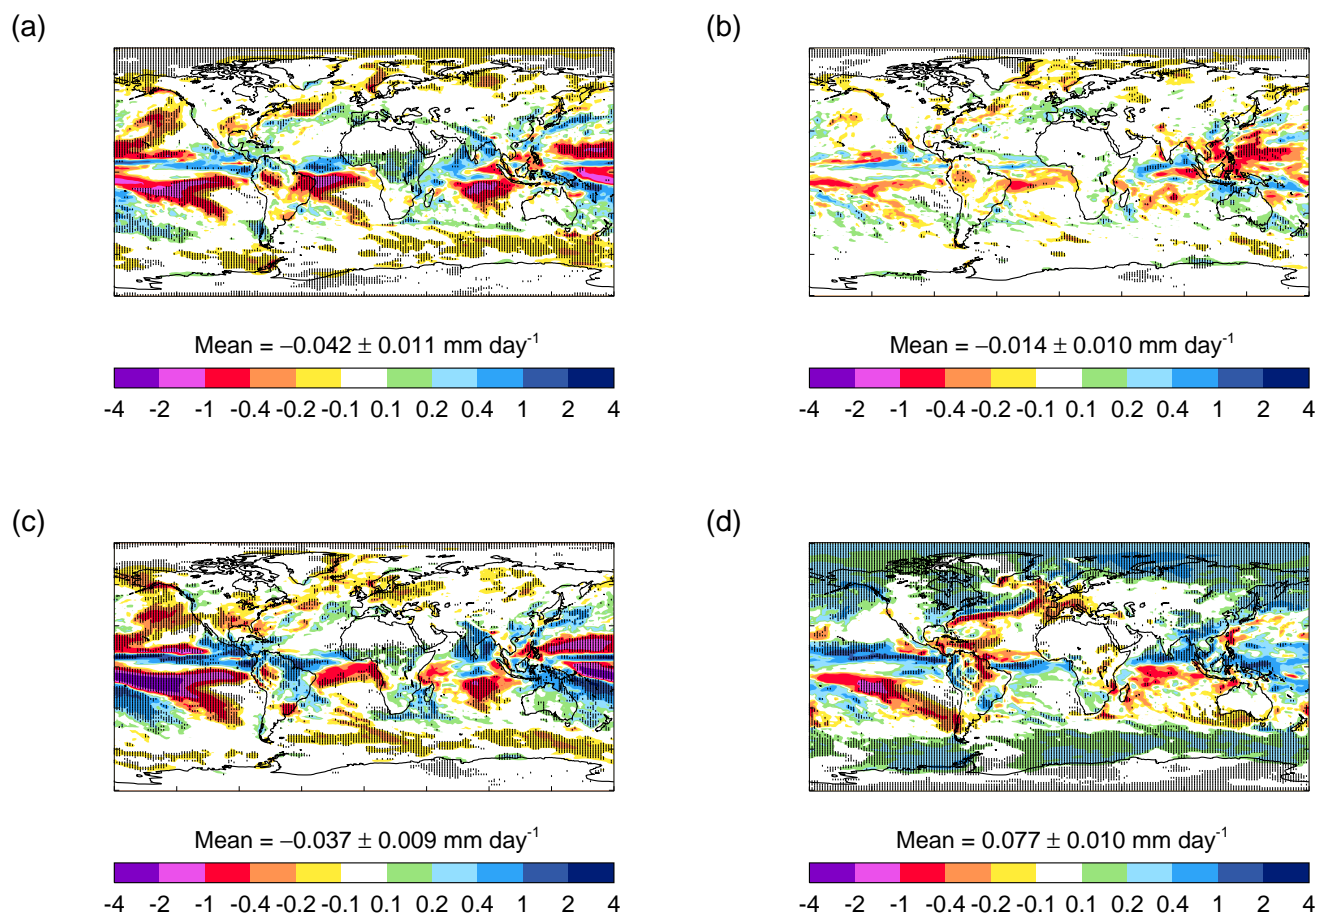 (a)
(b)
Mean = −0.042 ± 0.011 mm day-1
Mean = −0.014 ± 0.010 mm day-1
-4 -2 -1 -0.4 -0.2 -0.1 0.1 0.2 0.4 1 2 4
-4 -2 -1 -0.4 -0.2 -0.1 0.1 0.2 0.4 1 2 4
(c)
(d)
Mean = −0.037 ± 0.009 mm day-1
Mean = 0.077 ± 0.010 mm day-1
-4 -2 -1 -0.4 -0.2 -0.1 0.1 0.2 0.4 1 2 4
-4 -2 -1 -0.4 -0.2 -0.1 0.1 0.2 0.4 1 2 4